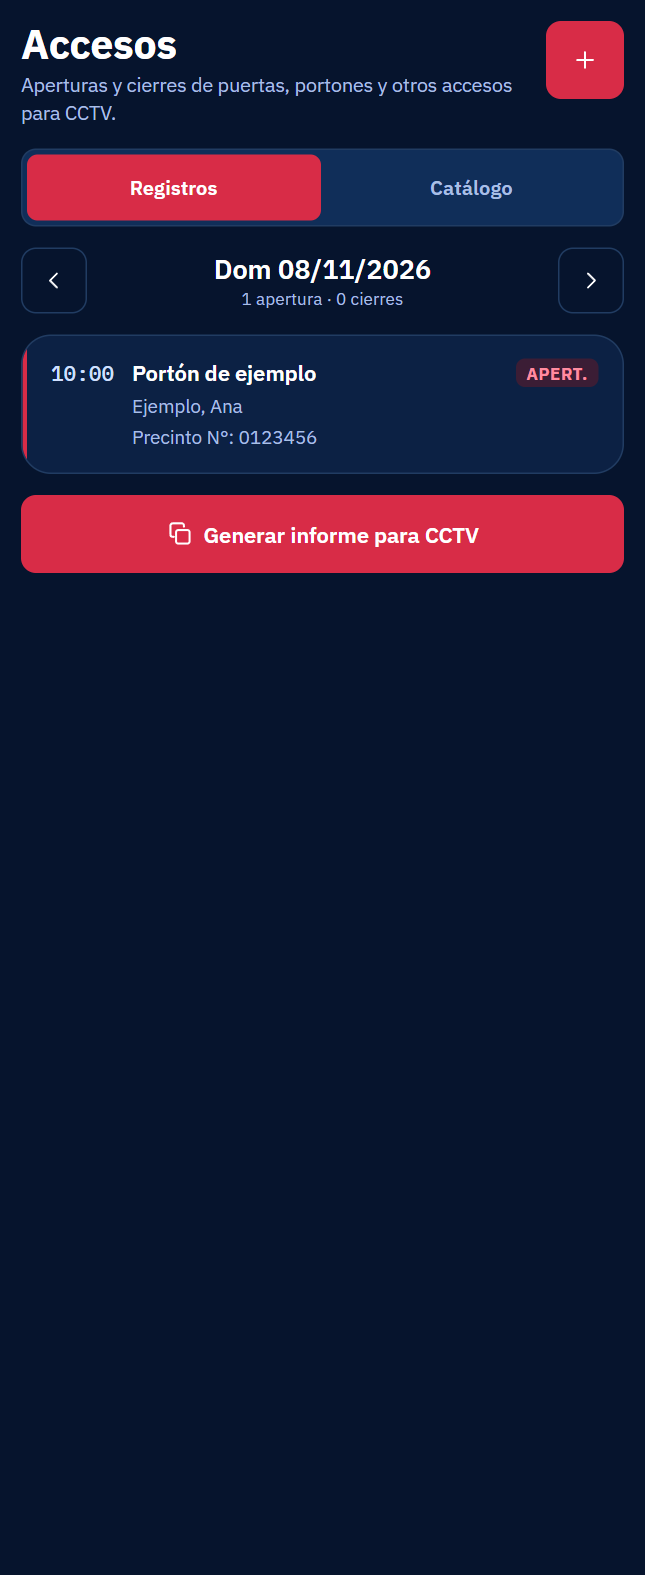 Accesos
Aperturas y cierres de puertas, portones y otros accesos
para CCTV.
Registros
Catálogo
Dom 08/11/2026
1 apertura · 0 cierres
10:00 Portón de ejemplo APERT.
Ejemplo, Ana
Precinto N°: 0123456
Generar informe para CCTV